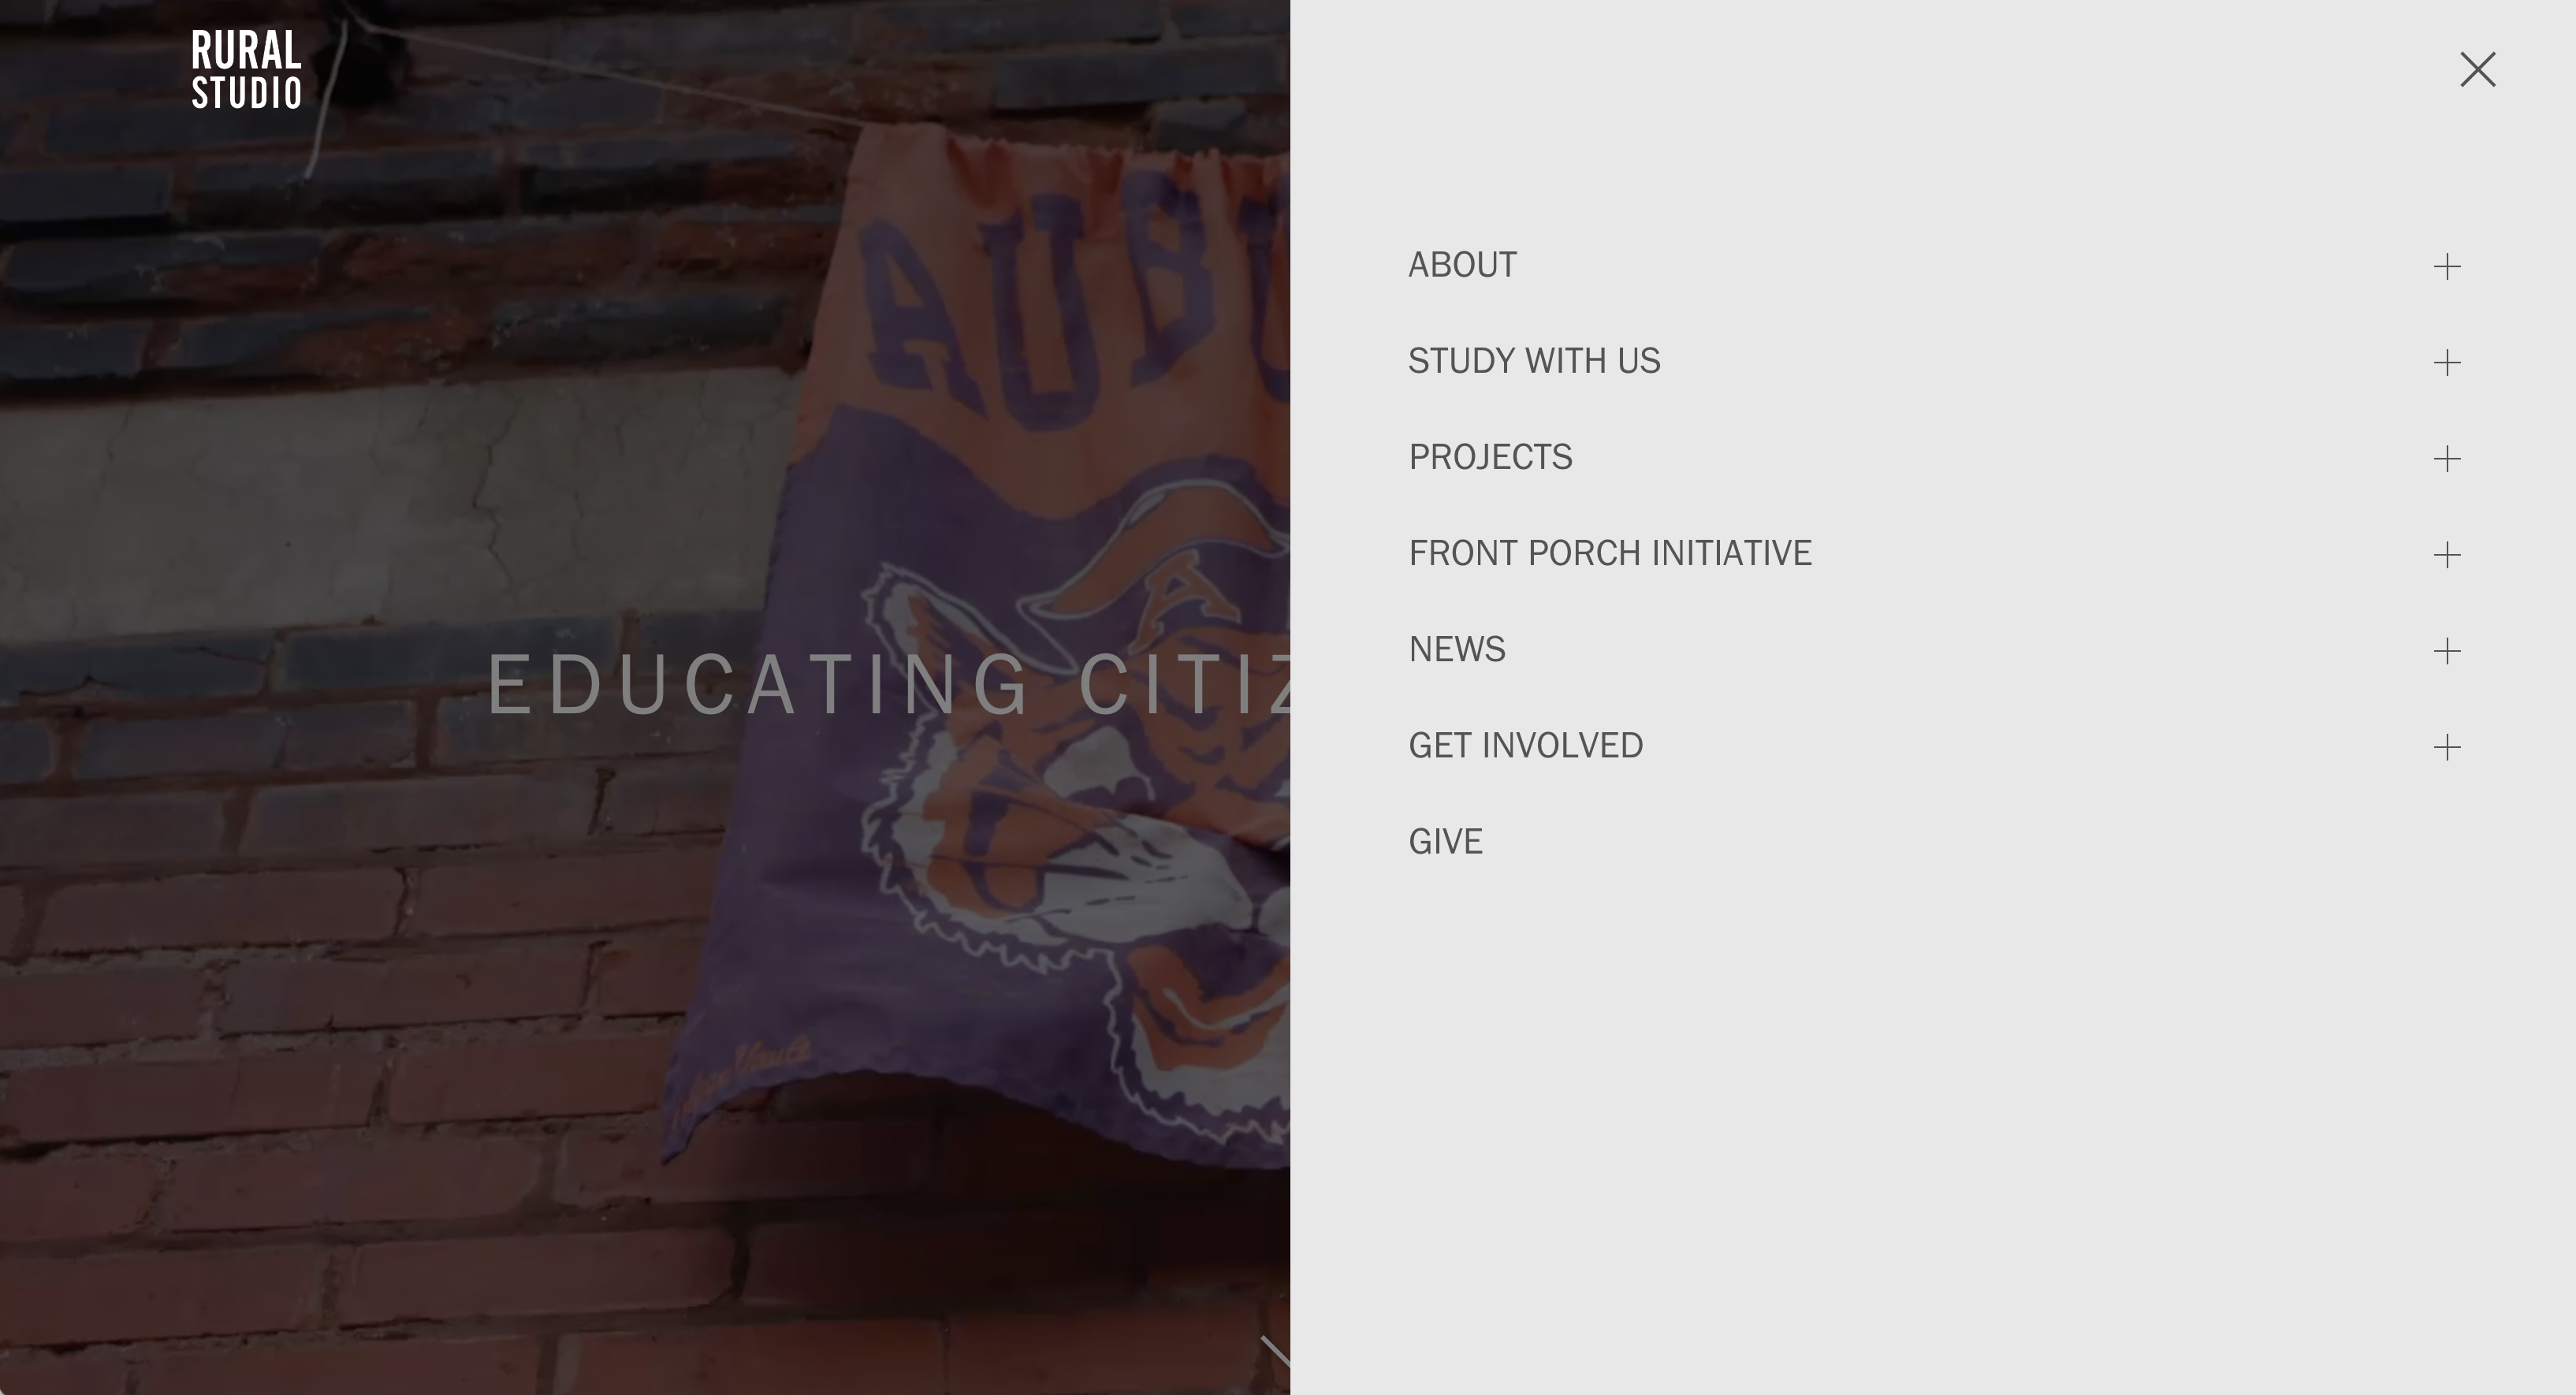 RURAL
STUDIO
AUBU
A
EDUCATING CITIZ
ABOUT
STUDY WITH US
PROJECTS
FRONT PORCH INITIATIVE
NEWS
GET INVOLVED
GIVE